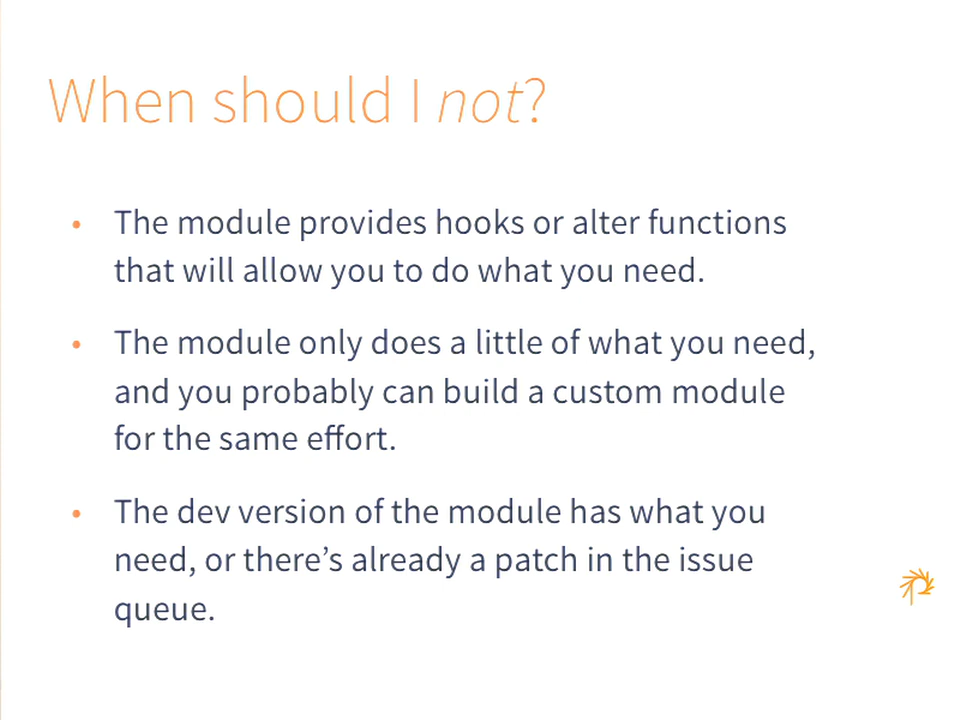 When should I not?
• The module provides hooks or alter functions
that will allow you to do what you need.
• The module only does a little of what you need,
and you probably can build a custom module
for the same effort.
• The dev version of the module has what you
need, or there’s already a patch in the issue
queue.